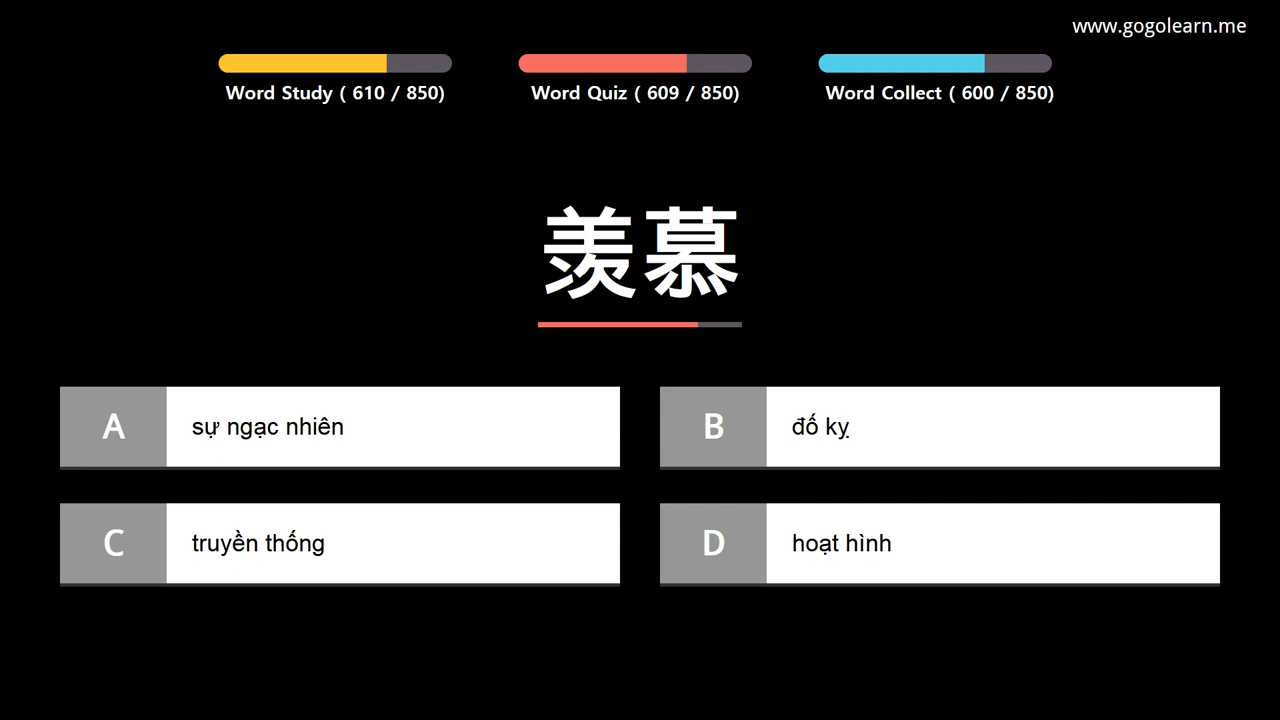 www.gogolearn.me
Word Study ( 610 / 850)
Word Quiz ( 609 / 850)
Word Collect ( 600 / 850)
羨慕
A sự ngạc nhiên
B đố kỵ
C truyền thống
D hoạt hình